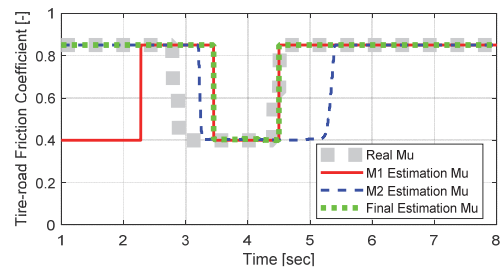 Tire-road Friction Coefficient [-]
1
0.8
0.6
0.4
0.2
0
1 2 3 4 5 6 7 8
Time [sec]
Real Mu
M1 Estimation Mu
M2 Estimation Mu
Final Estimation Mu